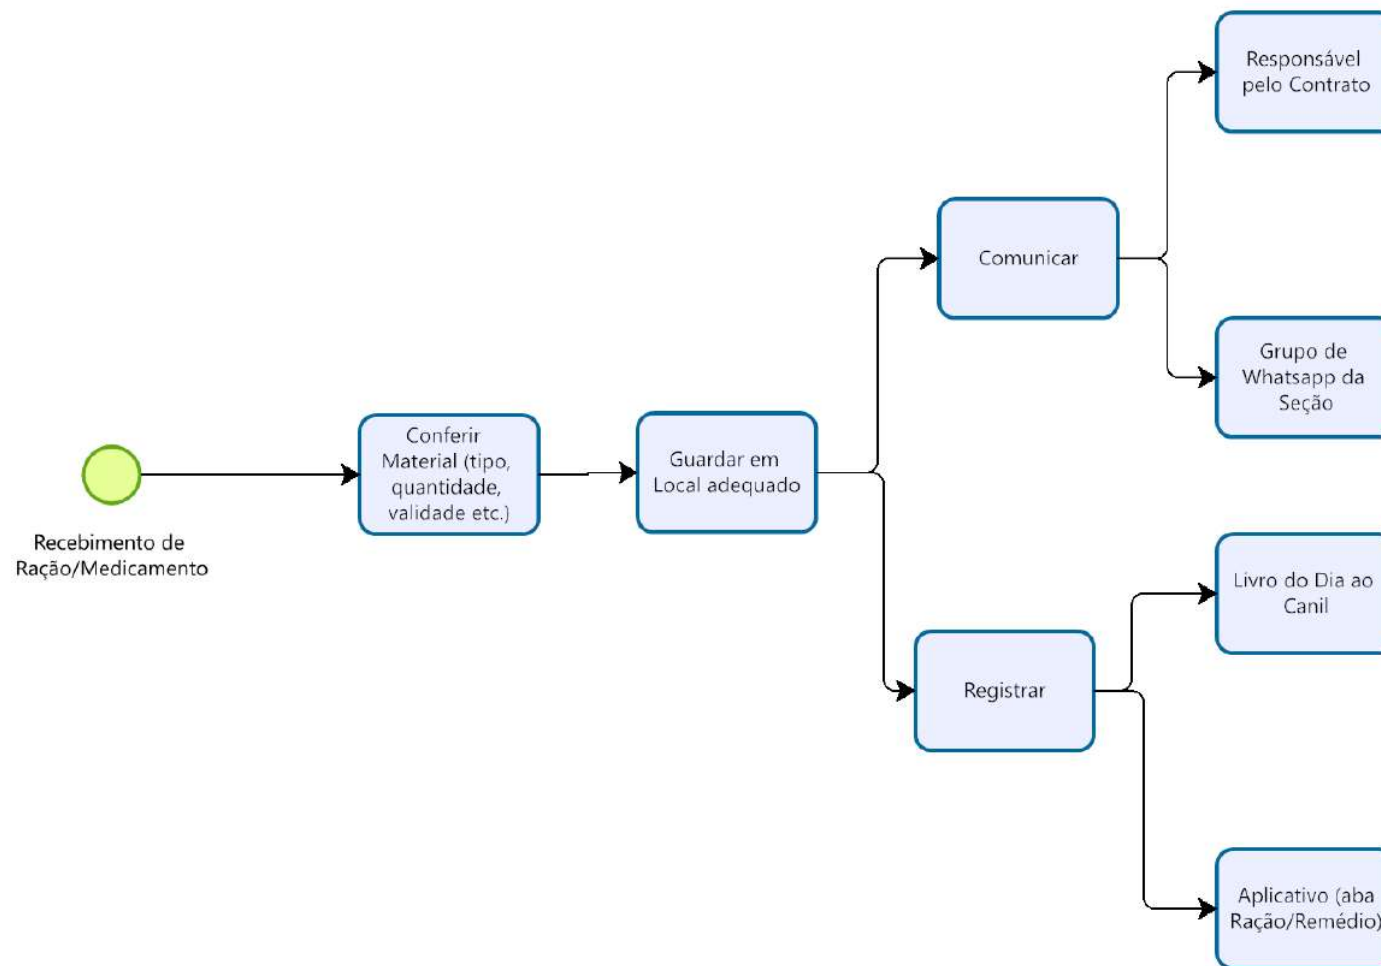 Responsável
pelo Contrato
Comunicar
Grupo de
Whatsapp da
Seção
Conferir
Material (tipo,
quantidade,
validade etc.)
Guardar em
Local adequado
Recebimento de
Ração/Medicamento
Livro do Dia ao
Canil
Registrar
Aplicativo (aba
Ração/Remédio)